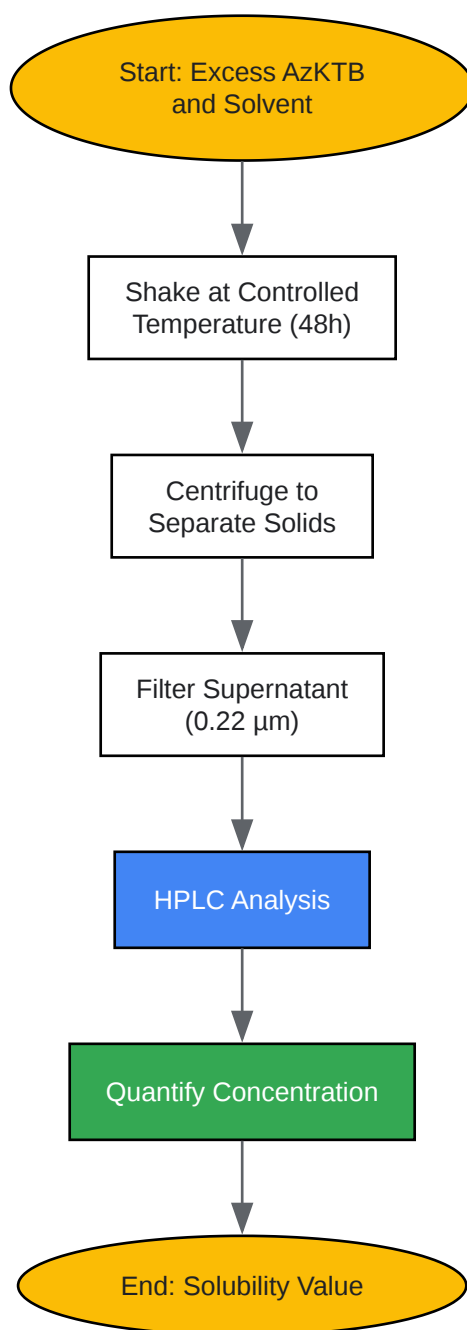 Start: Excess AzKTB
and Solvent
Shake at Controlled
Temperature (48h)
Centrifuge to
Separate Solids
Filter Supernatant
(0.22 µm)
HPLC Analysis
Quantify Concentration
End: Solubility Value